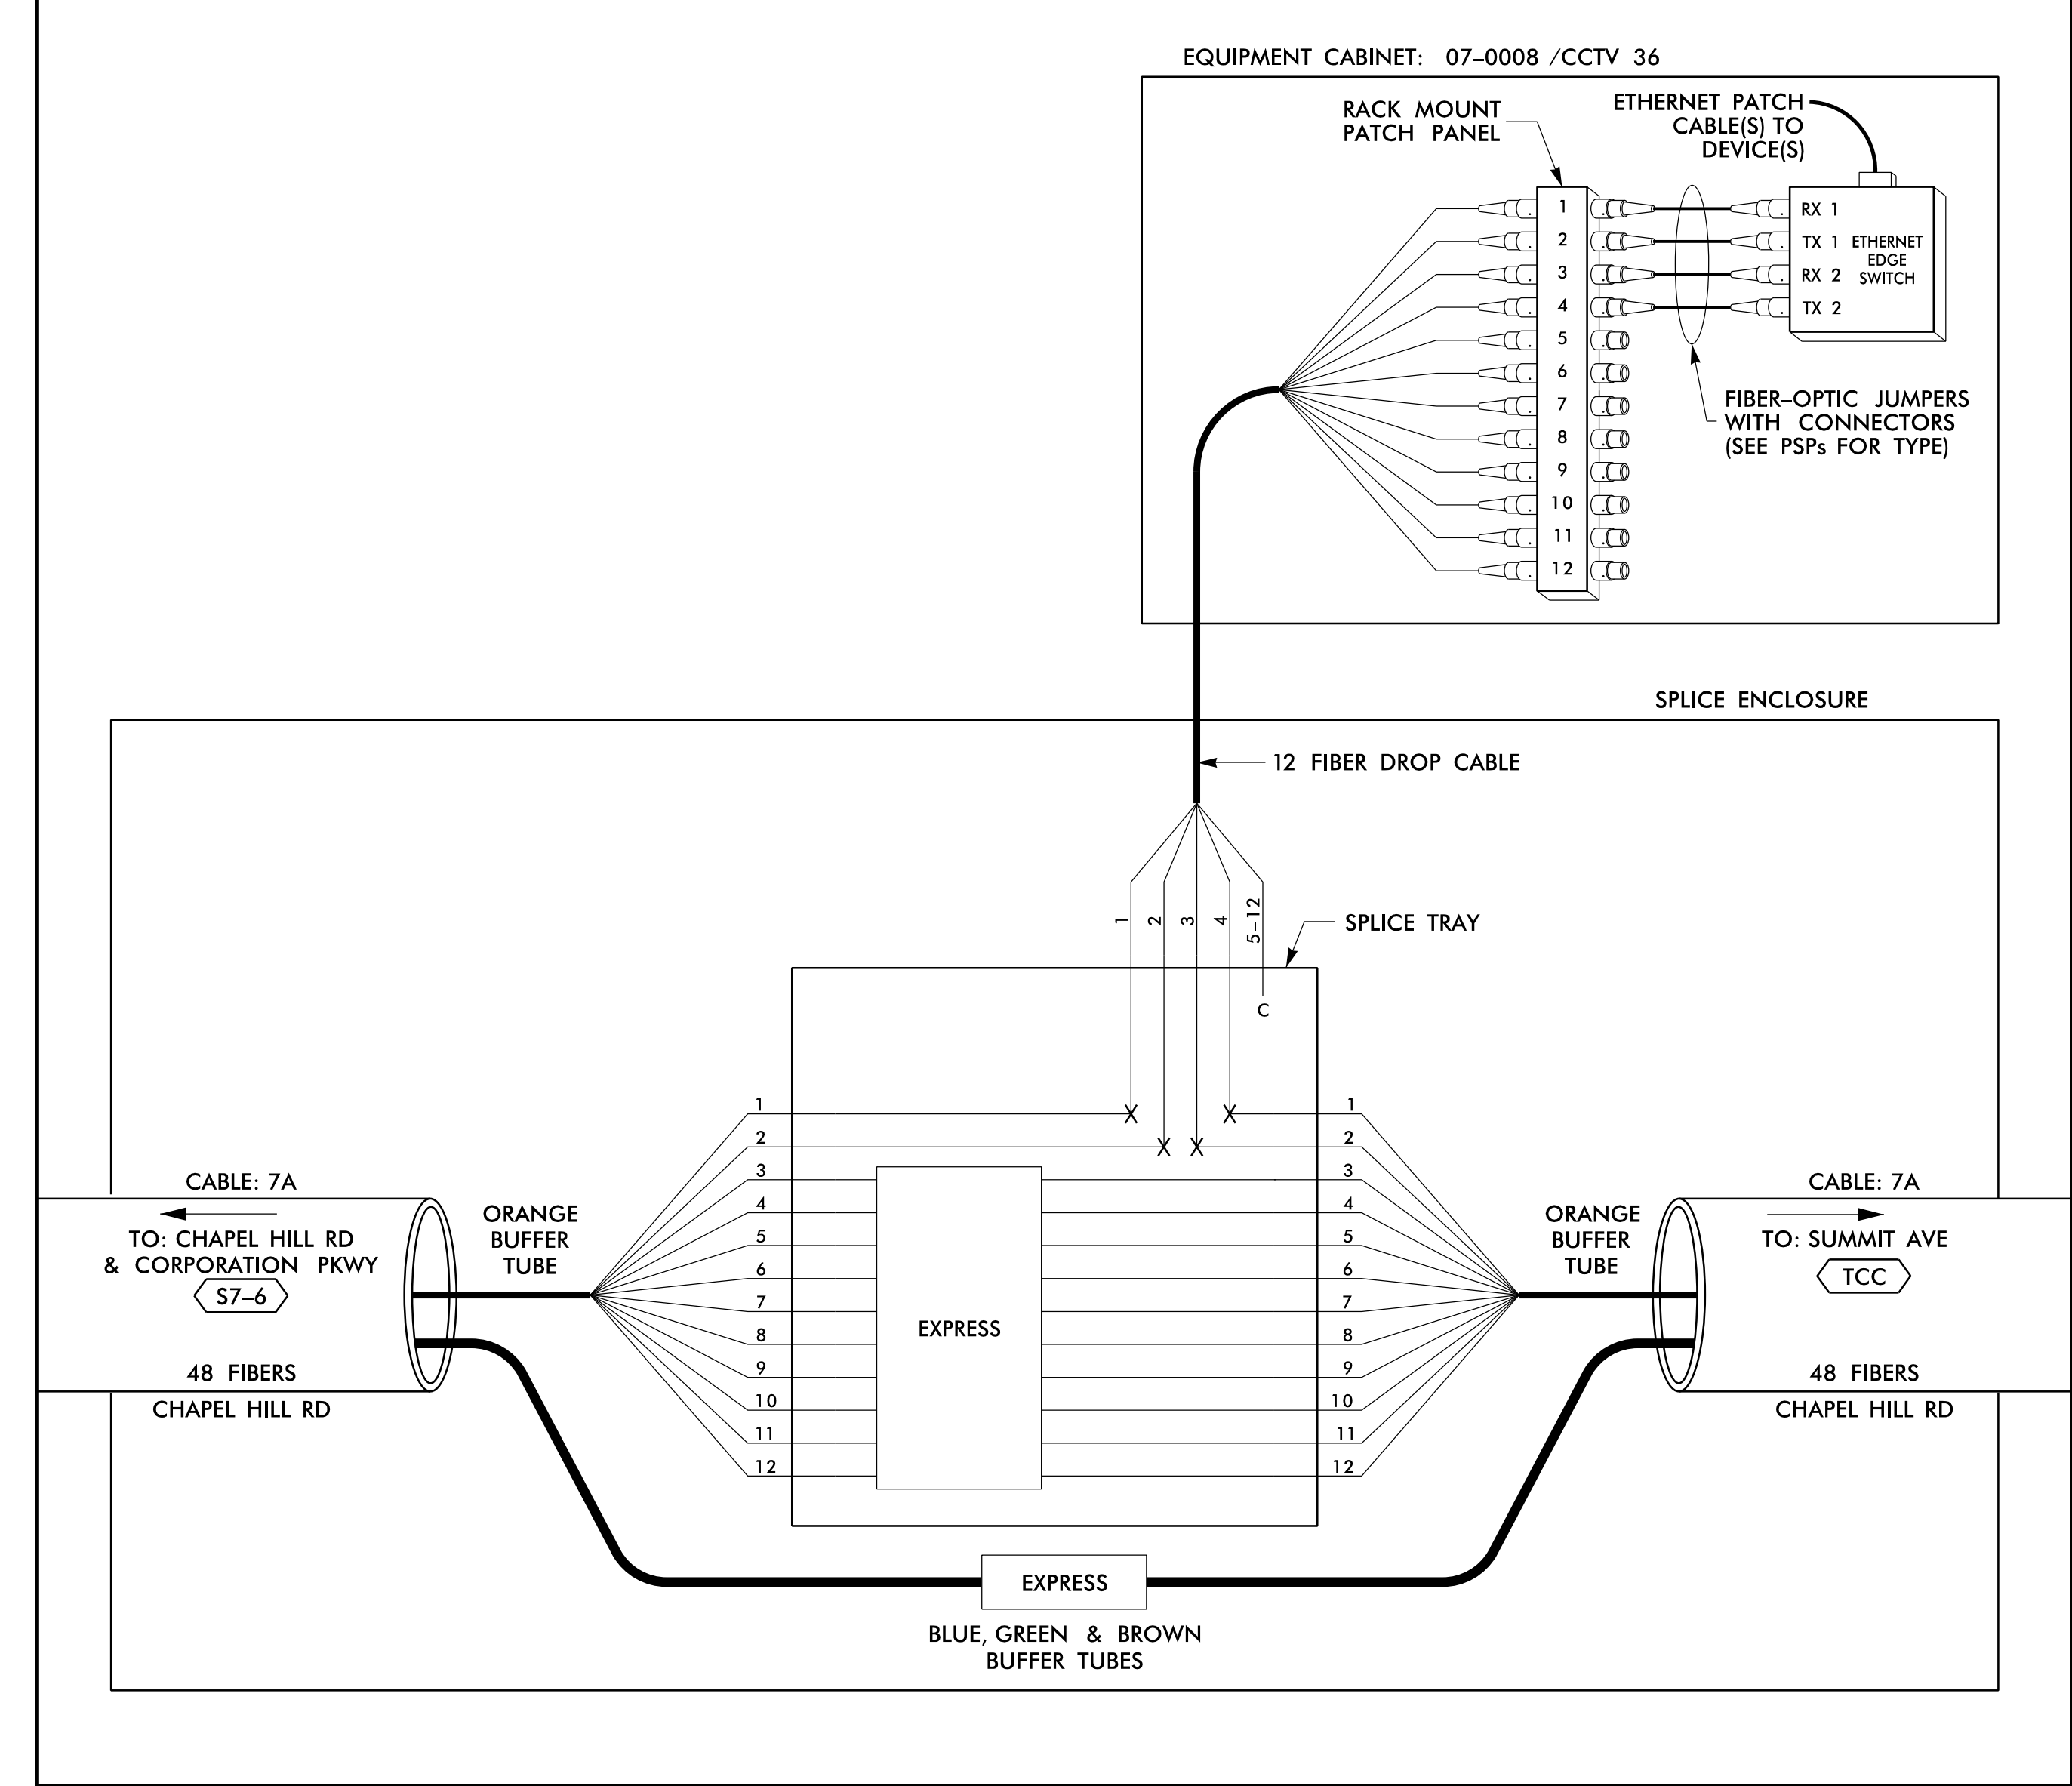 EQUIPMENT CABINET: 07–0008 /CCTV 36
RACK MOUNT
PATCH PANEL
ETHERNET PATCH
CABLE(S) TO
DEVICE(S)
1
2
3
4
5
6
7
8
9
10
11
12
RX 1
TX 1
RX 2
TX 2
ETHERNET
EDGE
SWITCH
FIBER–OPTIC JUMPERS
WITH CONNECTORS
(SEE PSPs FOR TYPE)
SPLICE ENCLOSURE
12 FIBER DROP CABLE
1
2
3
4
5–12
SPLICE TRAY
C
CABLE: 7A
TO: CHAPEL HILL RD
& CORPORATION PKWY
S7–6
48 FIBERS
CHAPEL HILL RD
ORANGE
BUFFER
TUBE
1
2
3
4
5
6
7
8
9
10
11
12
EXPRESS
1
2
3
4
5
6
7
8
9
10
11
12
ORANGE
BUFFER
TUBE
CABLE: 7A
TO: SUMMIT AVE
TCC
48 FIBERS
CHAPEL HILL RD
EXPRESS
BLUE, GREEN & BROWN
BUFFER TUBES